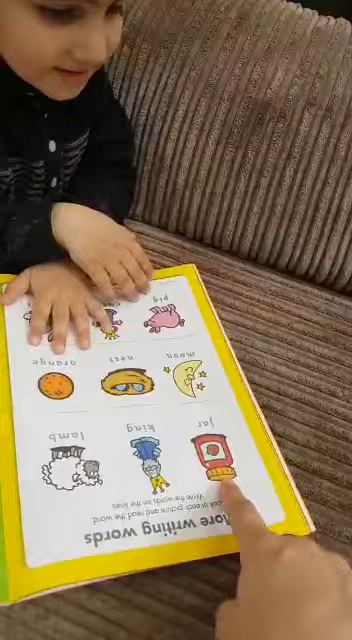 More writing words
Look at each picture and read the word.
Write the words on the lines.
jar king lamb
moon nest orange
pig